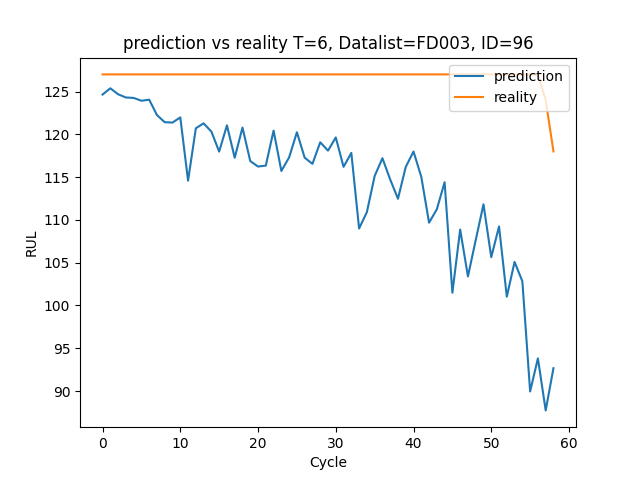 prediction vs reality T=6, Datalist=FD003, ID=96
prediction
reality
125
120
115
110
105
100
95
90
RUL
0 10 20 30 40 50 60
Cycle